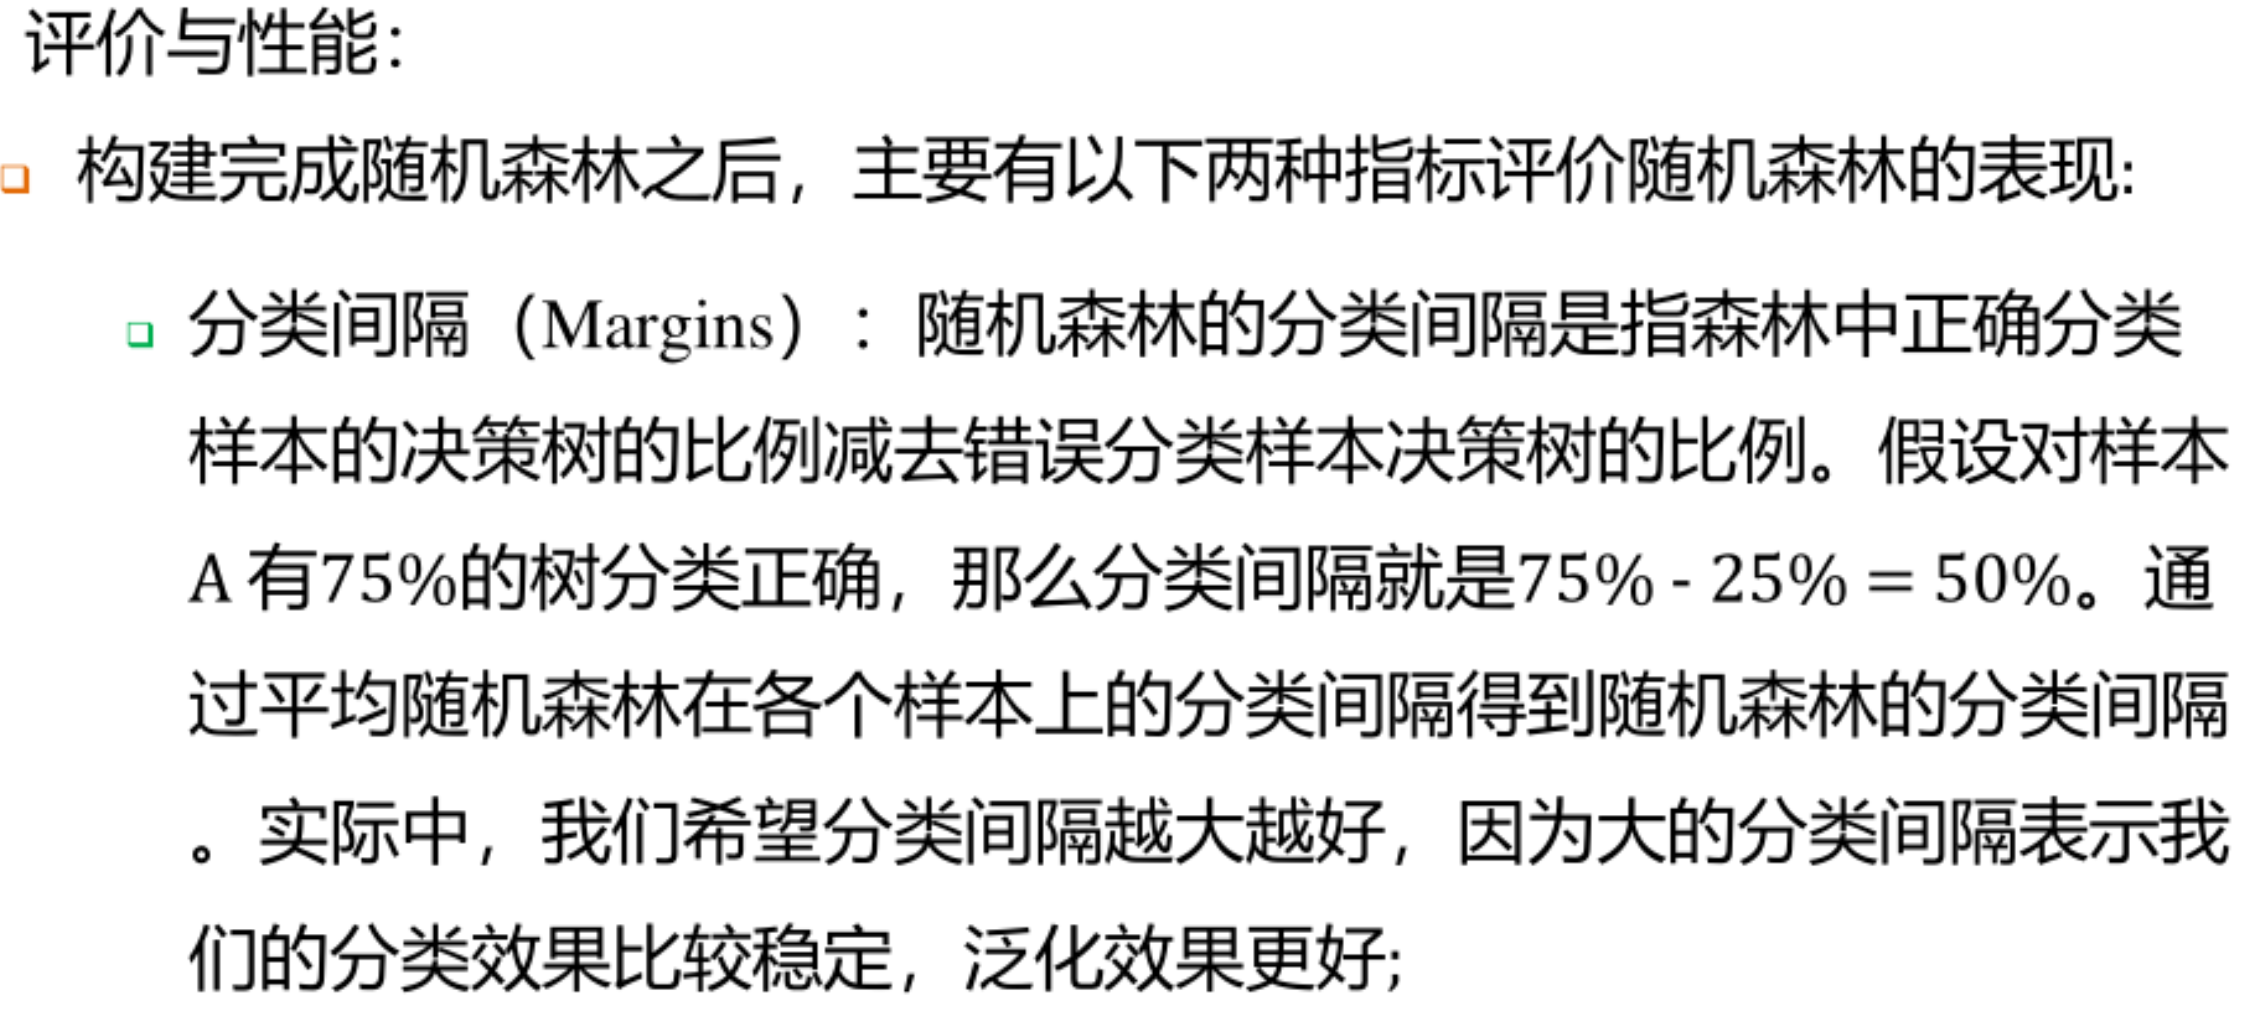 评价与性能：
构建完成随机森林之后，主要有以下两种指标评价随机森林的表现:
分类间隔（Margins）：随机森林的分类间隔是指森林中正确分类
样本的决策树的比例减去错误分类样本决策树的比例。假设对样本
A 有75%的树分类正确，那么分类间隔就是75% - 25% = 50%。通
过平均随机森林在各个样本上的分类间隔得到随机森林的分类间隔
。实际中，我们希望分类间隔越大越好，因为大的分类间隔表示我
们的分类效果比较稳定，泛化效果更好;